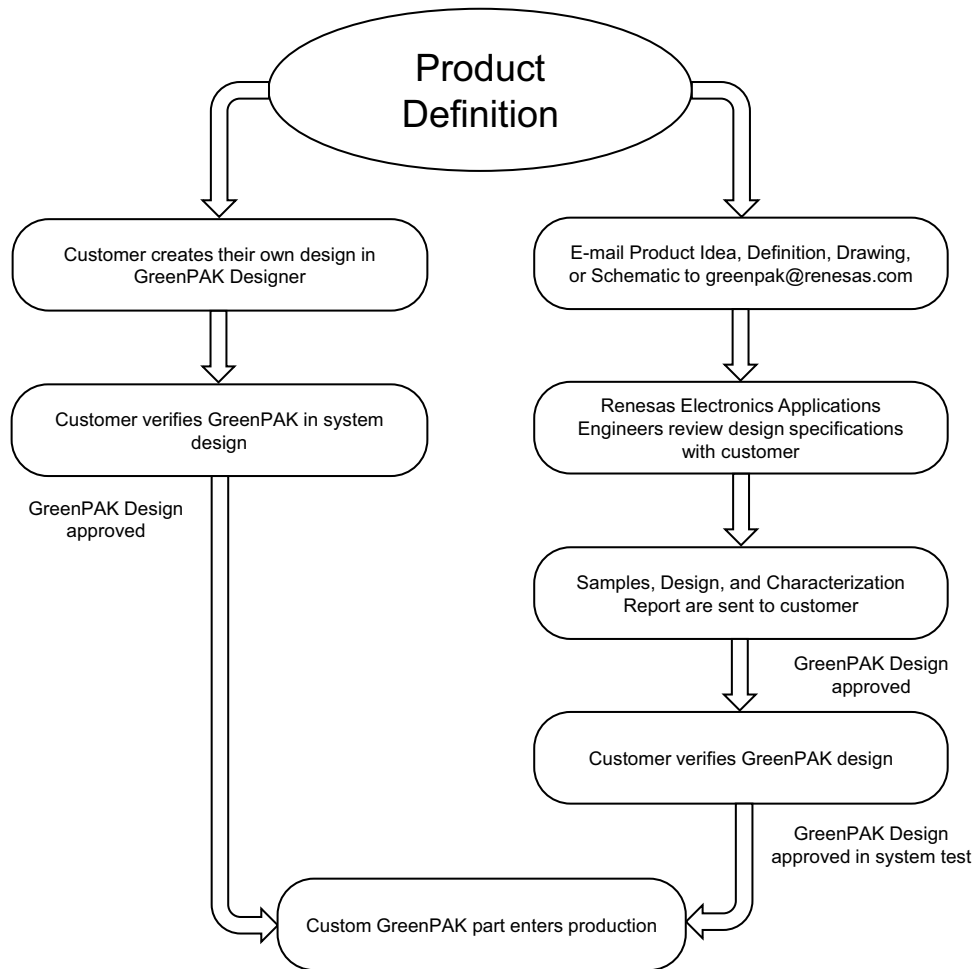 Product
Definition
Customer creates their own design in
GreenPAK Designer
Customer verifies GreenPAK in system
design
GreenPAK Design
approved
E-mail Product Idea, Definition, Drawing,
or Schematic to greenpak@renesas.com
Renesas Electronics Applications
Engineers review design specifications
with customer
Samples, Design, and Characterization
Report are sent to customer
GreenPAK Design
approved
Customer verifies GreenPAK design
GreenPAK Design
approved in system test
Custom GreenPAK part enters production